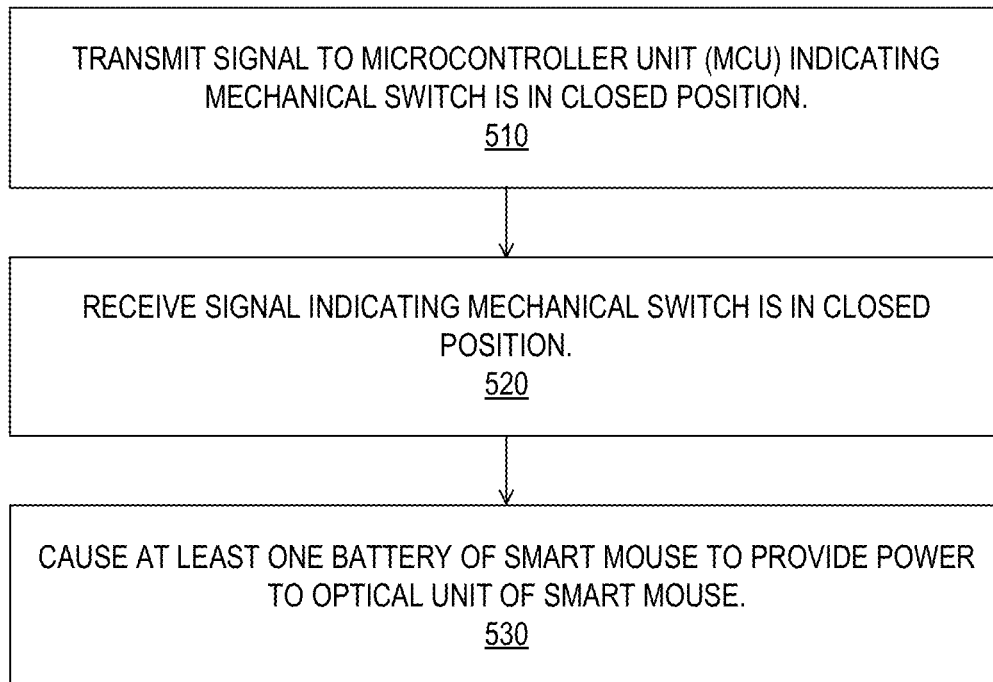 TRANSMIT SIGNAL TO MICROCONTROLLER UNIT (MCU) INDICATING
MECHANICAL SWITCH IS IN CLOSED POSITION.
510
RECEIVE SIGNAL INDICATING MECHANICAL SWITCH IS IN CLOSED
POSITION.
520
CAUSE AT LEAST ONE BATTERY OF SMART MOUSE TO PROVIDE POWER
TO OPTICAL UNIT OF SMART MOUSE.
530